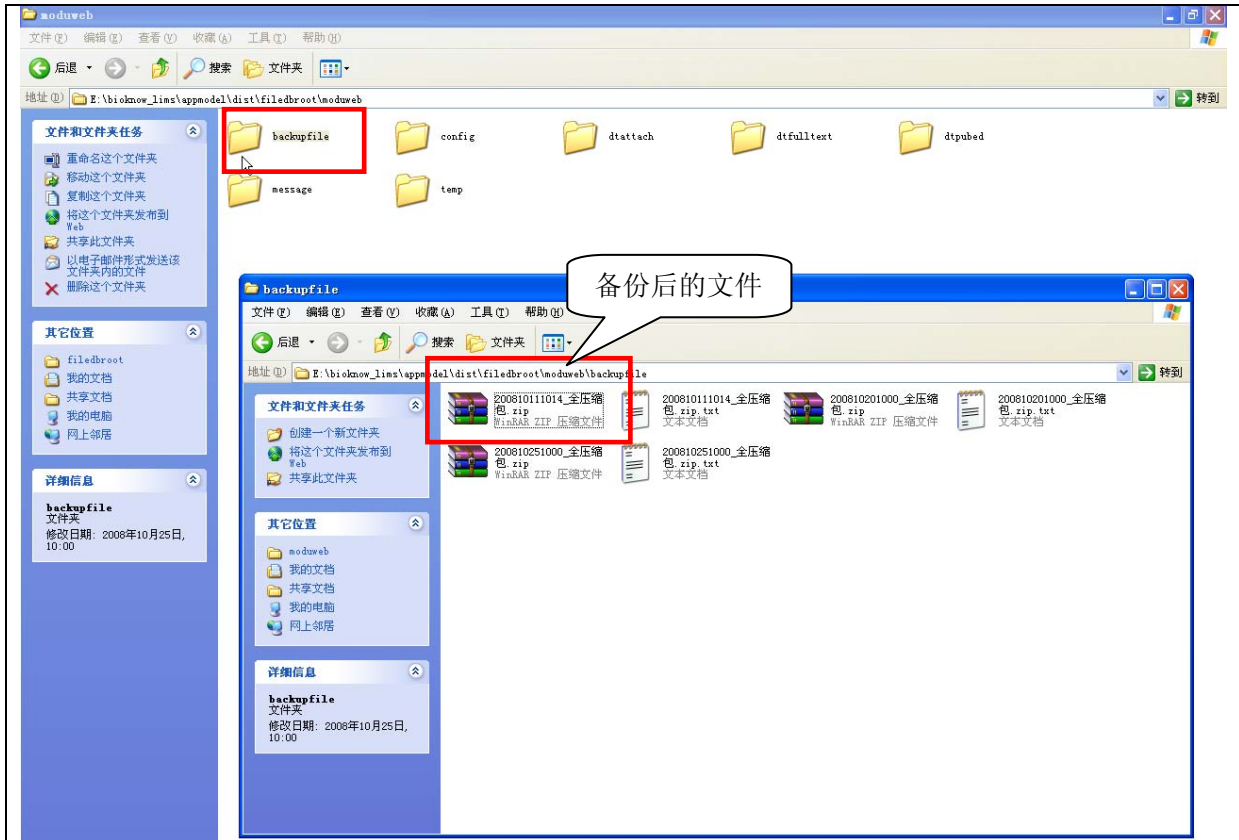 moduweb
文件(F) 编辑(E) 查看(V) 收藏(A) 工具(T) 帮助(H)
后退 搜索 文件夹
地址(D) E:\bioknow_lims\appmodel\dist\filedbroot\moduweb 转到
文件和文件夹任务
重命名这个文件夹
移动这个文件夹
复制这个文件夹
将这个文件夹发布到
Web
共享此文件夹
以电子邮件形式发送该
文件夹内的文件
删除这个文件夹
其它位置
filedbroot
我的文档
共享文档
我的电脑
网上邻居
详细信息
backupfile
文件夹
修改日期: 2008年10月25日,
10:00
backupfile config dtattach dtfulltext dtpubed
message temp
备份后的文件
backupfile
文件(F) 编辑(E) 查看(V) 收藏(A) 工具(T) 帮助(H)
后退 搜索 文件夹
地址(D) E:\bioknow_lims\appmodel\dist\filedbroot\moduweb\backupfile 转到
文件和文件夹任务
创建一个新文件夹
将这个文件夹发布到
Web
共享此文件夹
其它位置
moduweb
我的文档
共享文档
我的电脑
网上邻居
详细信息
backupfile
文件夹
修改日期: 2008年10月25日,
10:00
200810111014_全压缩
包.zip
WinRAR ZIP 压缩文件
200810111014_全压缩
包.zip.txt
文本文档
200810201000_全压缩
包.zip
WinRAR ZIP 压缩文件
200810201000_全压缩
包.zip.txt
文本文档
200810251000_全压缩
包.zip
WinRAR ZIP 压缩文件
200810251000_全压缩
包.zip.txt
文本文档